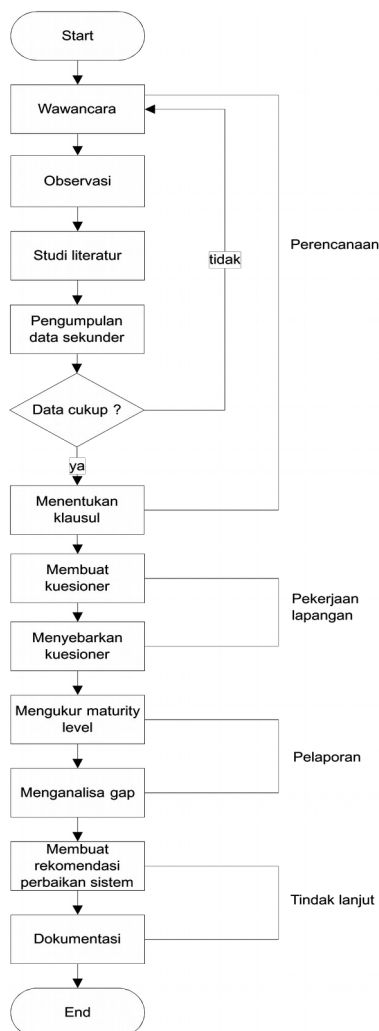 Start
Wawancara
Observasi
Studi literatur
tidak
Perencanaan
Pengumpulan
data sekunder
Data cukup ?
ya
Menentukan
klausul
Membuat
kuesioner
Pekerjaan
lapangan
Menyebarkan
kuesioner
Mengukur maturity
level
Pelaporan
Menganalisa gap
Membuat
rekomendasi
perbaikan sistem
Tindak lanjut
Dokumentasi
End